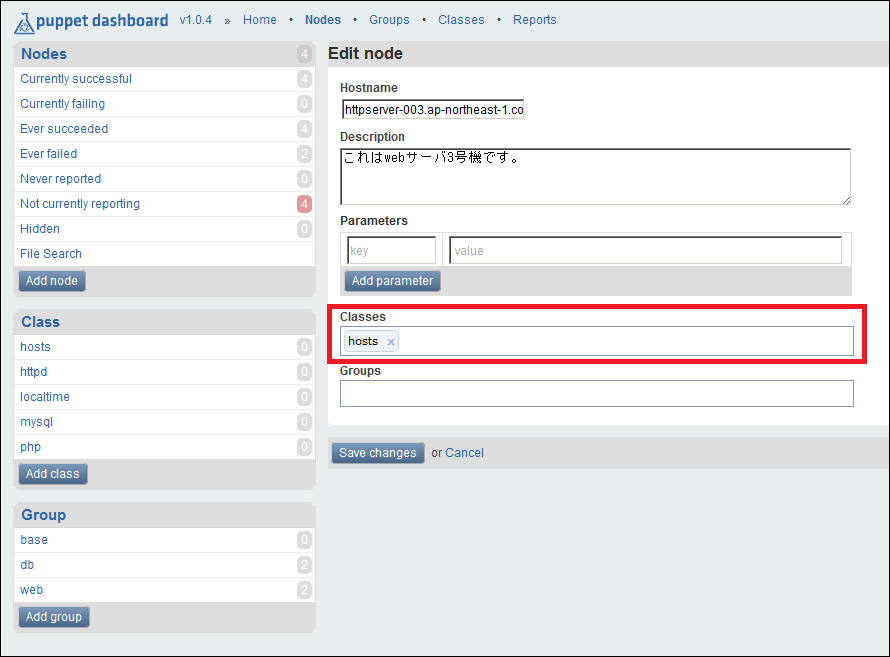 puppet dashboard v1.0.4 » Home • Nodes • Groups • Classes • Reports
Nodes 4
Currently successful 4
Currently failing 0
Ever succeeded 4
Ever failed 2
Never reported 0
Not currently reporting 4
Hidden 0
File Search
Add node
Class
hosts 0
httpd 0
localtime 0
mysql 0
php 0
Add class
Group
base 0
db 2
web 2
Add group
Edit node
Hostname
httpserver-003.ap-northeast-1.co
Description
これはwebサーバ3号機です。
Parameters
key value
Add parameter
Classes
hosts ×
Groups
Save changes or Cancel